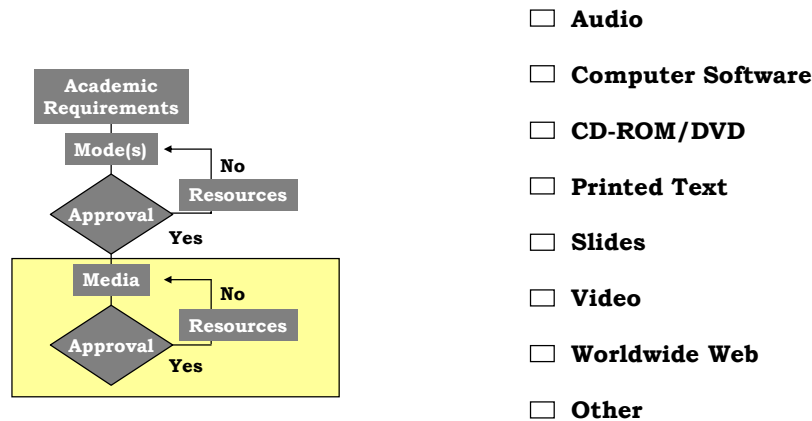 Academic
Requirements
Mode(s)
No
Resources
Approval
Yes
Media
No
Resources
Approval
Yes
Audio
Computer Software
CD-ROM/DVD
Printed Text
Slides
Video
Worldwide Web
Other